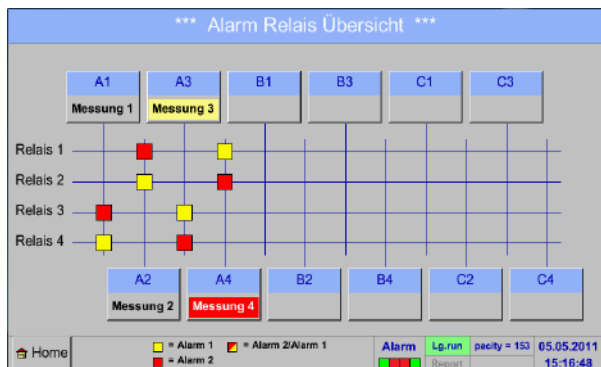 *** Alarm Relais Übersicht ***
A1 A3 B1 B3 C1 C3
Messung 1 Messung 3
Relais 1
Relais 2
Relais 3
Relais 4
A2 A4 B2 B4 C2 C4
Messung 2 Messung 4
Home
= Alarm 1 = Alarm 2/Alarm 1
= Alarm 2
Alarm Lg.run pacity = 153 05.05.2011
Report 15:16:48